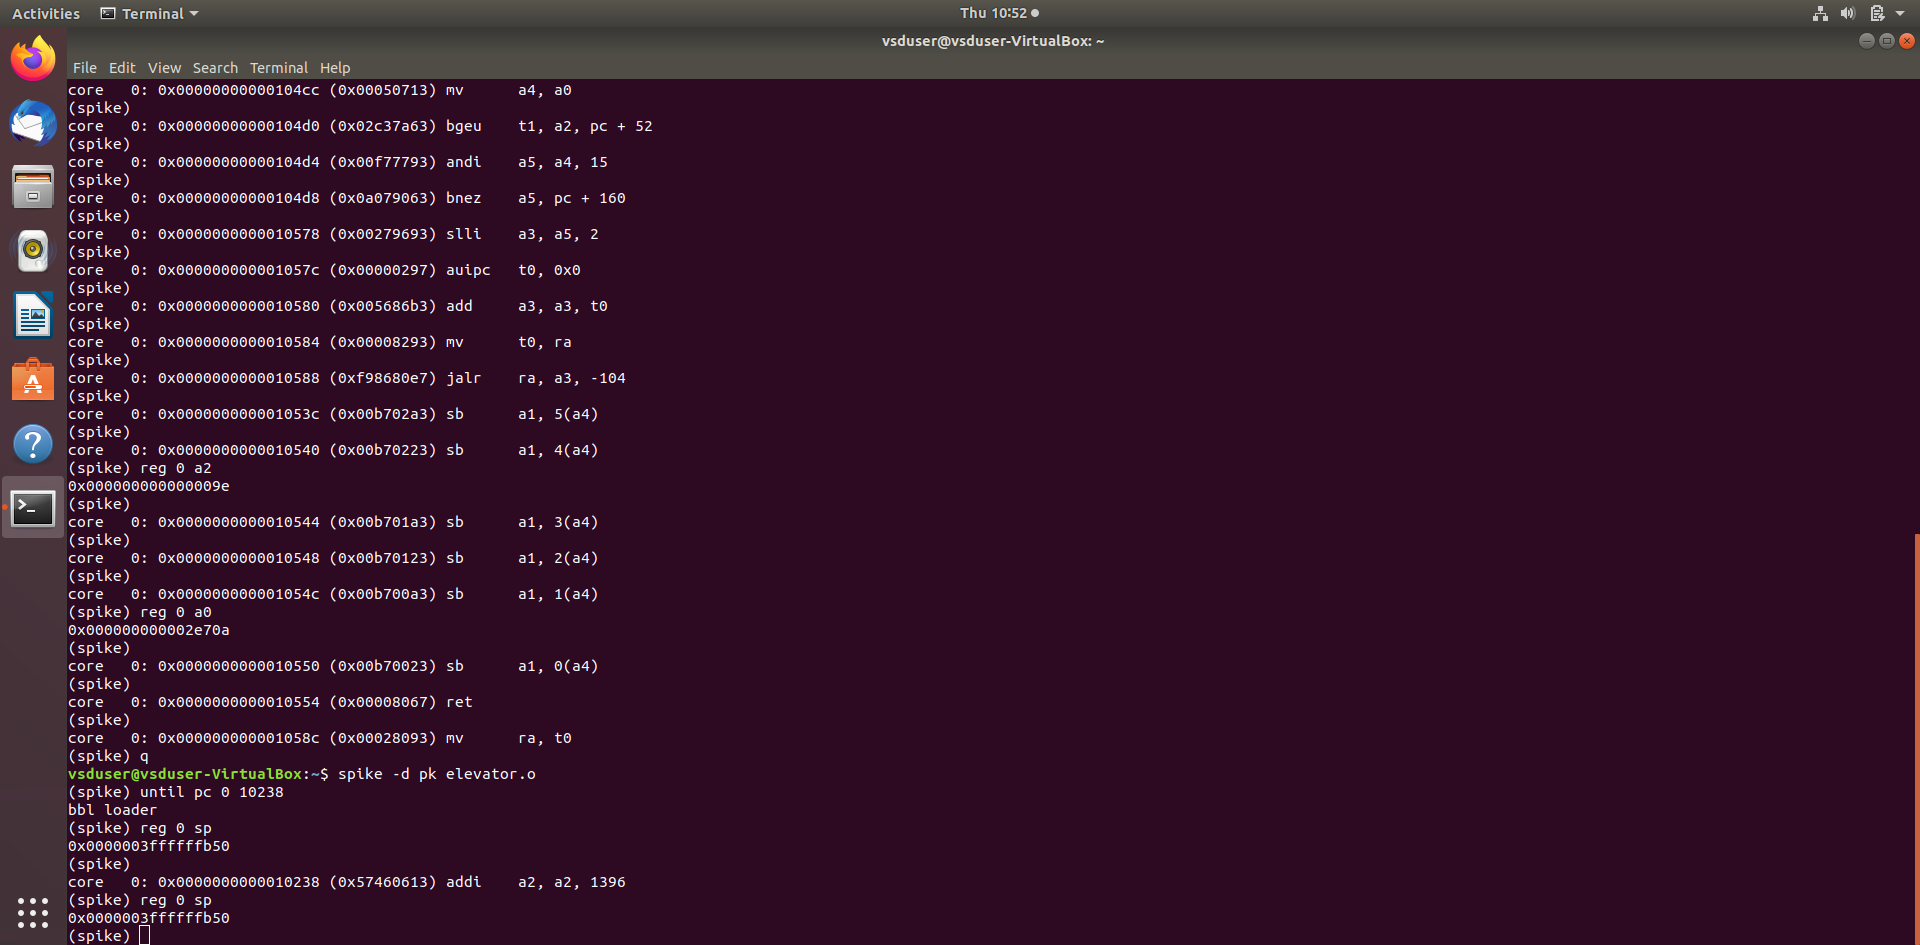 Activities Terminal Thu 10:52
vsduser@vsduser-VirtualBox: ~
File Edit View Search Terminal Help
core   0: 0x00000000000104cc (0x00050713) mv      a4, a0
(spike)
core   0: 0x00000000000104d0 (0x02c37a63) bgeu    t1, a2, pc + 52
(spike)
core   0: 0x00000000000104d4 (0x00f77793) andi    a5, a4, 15
(spike)
core   0: 0x00000000000104d8 (0x0a079063) bnez    a5, pc + 160
(spike)
core   0: 0x0000000000010578 (0x00279693) slli    a3, a5, 2
(spike)
core   0: 0x000000000001057c (0x00000297) auipc   t0, 0x0
(spike)
core   0: 0x0000000000010580 (0x005686b3) add     a3, a3, t0
(spike)
core   0: 0x0000000000010584 (0x00008293) mv      t0, ra
(spike)
core   0: 0x0000000000010588 (0xf98680e7) jalr    ra, a3, -104
(spike)
core   0: 0x000000000001053c (0x00b702a3) sb      a1, 5(a4)
(spike)
core   0: 0x0000000000010540 (0x00b70223) sb      a1, 4(a4)
(spike) reg 0 a2
0x000000000000009e
(spike)
core   0: 0x0000000000010544 (0x00b701a3) sb      a1, 3(a4)
(spike)
core   0: 0x0000000000010548 (0x00b70123) sb      a1, 2(a4)
(spike)
core   0: 0x000000000001054c (0x00b700a3) sb      a1, 1(a4)
(spike) reg 0 a0
0x000000000002e70a
(spike)
core   0: 0x0000000000010550 (0x00b70023) sb      a1, 0(a4)
(spike)
core   0: 0x0000000000010554 (0x00008067) ret
(spike)
core   0: 0x000000000001058c (0x00028093) mv      ra, t0
(spike) q
vsduser@vsduser-VirtualBox:~$ spike -d pk elevator.o
(spike) until pc 0 10238
bbl loader
(spike) reg 0 sp
0x0000003ffffffb50
(spike)
core   0: 0x0000000000010238 (0x57460613) addi    a2, a2, 1396
(spike) reg 0 sp
0x0000003ffffffb50
(spike)